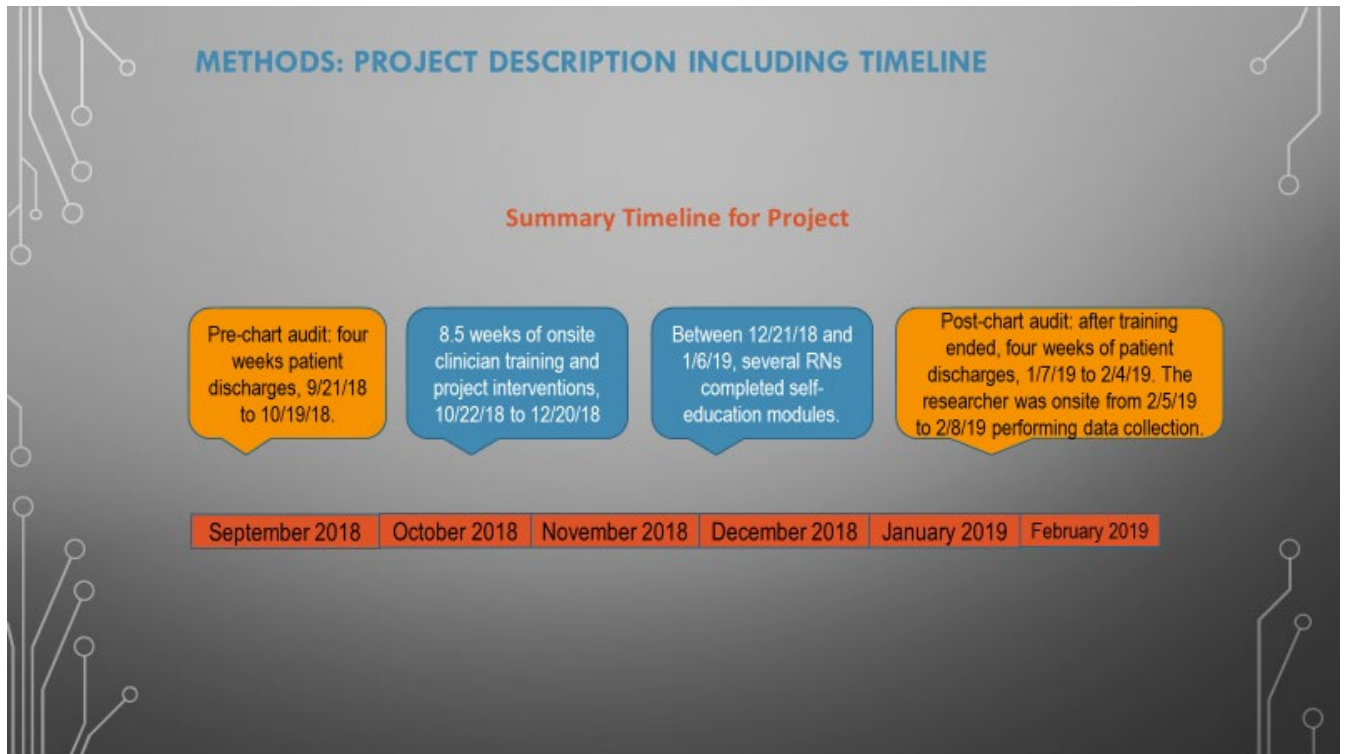 METHODS: PROJECT DESCRIPTION INCLUDING TIMELINE
Summary Timeline for Project
Pre-chart audit: four
weeks patient
discharges, 9/21/18
to 10/19/18.
8.5 weeks of onsite
clinician training and
project interventions,
10/22/18 to 12/20/18
Between 12/21/18 and
1/6/19, several RNs
completed self-
education modules.
Post-chart audit: after training
ended, four weeks of patient
discharges, 1/7/19 to 2/4/19. The
researcher was onsite from 2/5/19
to 2/8/19 performing data collection.
September 2018 October 2018 November 2018 December 2018 January 2019 February 2019